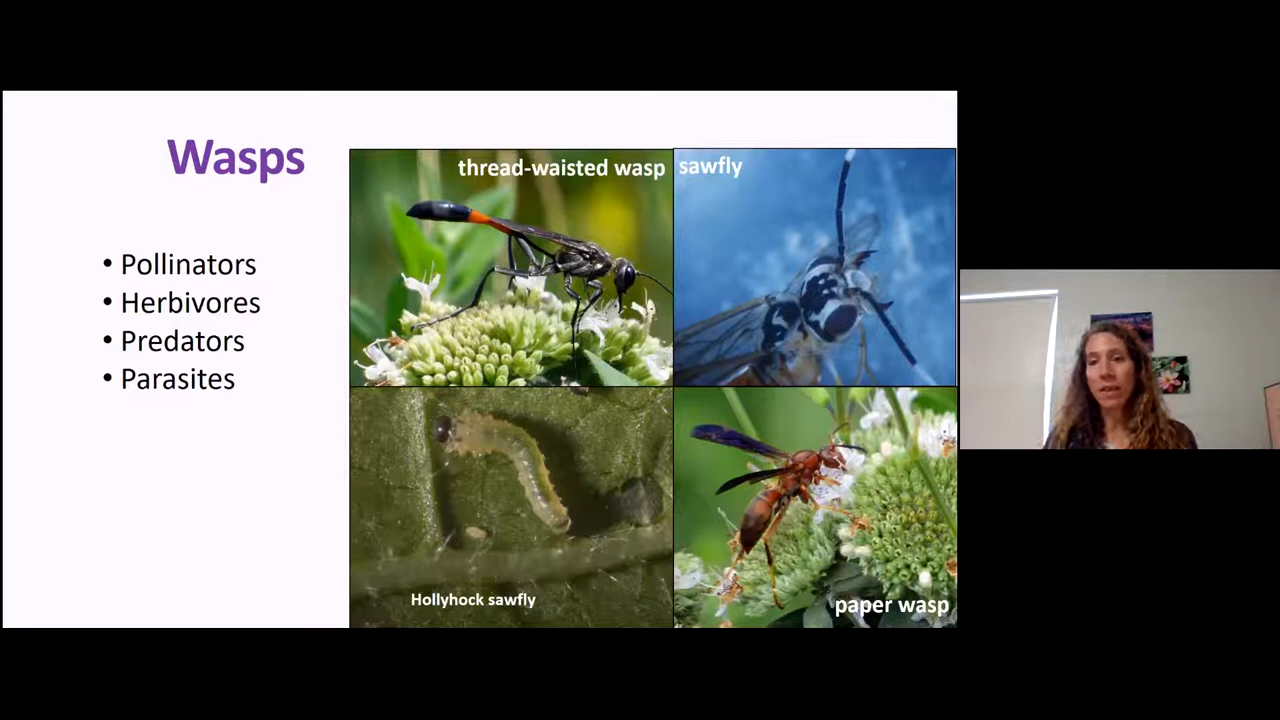 Wasps
• Pollinators
• Herbivores
• Predators
• Parasites
thread-waisted wasp
sawfly
Hollyhock sawfly
paper wasp